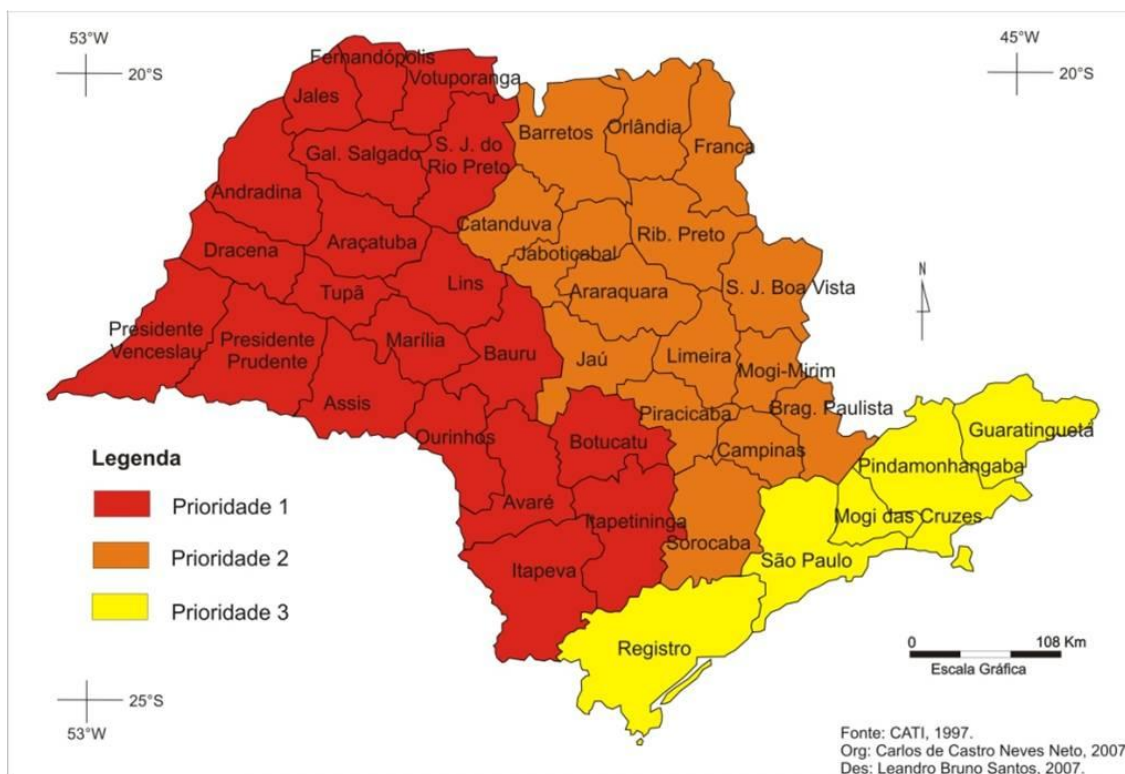 53°W
20°S
45°W
20°S
Fernandópolis
Votuporanga
Jales
Barretos
Orlândia
Franca
Gal. Salgado
S. J. do
Rio Preto
Andradina
Catanduva
Rib. Preto
Dracena
Araçatuba
Jaboticabal
N
Tupã
Lins
Araraquara
S. J. Boa Vista
Presidente
Venceslau
Presidente
Prudente
Marília
Bauru
Jaú
Limeira
Mogi-Mirim
Assis
Piracicaba
Brag. Paulista
Ourinhos
Botucatu
Campinas
Guaratinguetá
Pindamonhangaba
Legenda
Prioridade 1
Prioridade 2
Prioridade 3
Avaré
Itapetininga
Mogi das Cruzes
Sorocaba
São Paulo
Itapeva
Registro
0 108 Km
Escala Gráfica
25°S
53°W
Fonte: CATI, 1997.
Org: Carlos de Castro Neves Neto, 2007
Des: Leandro Bruno Santos, 2007.